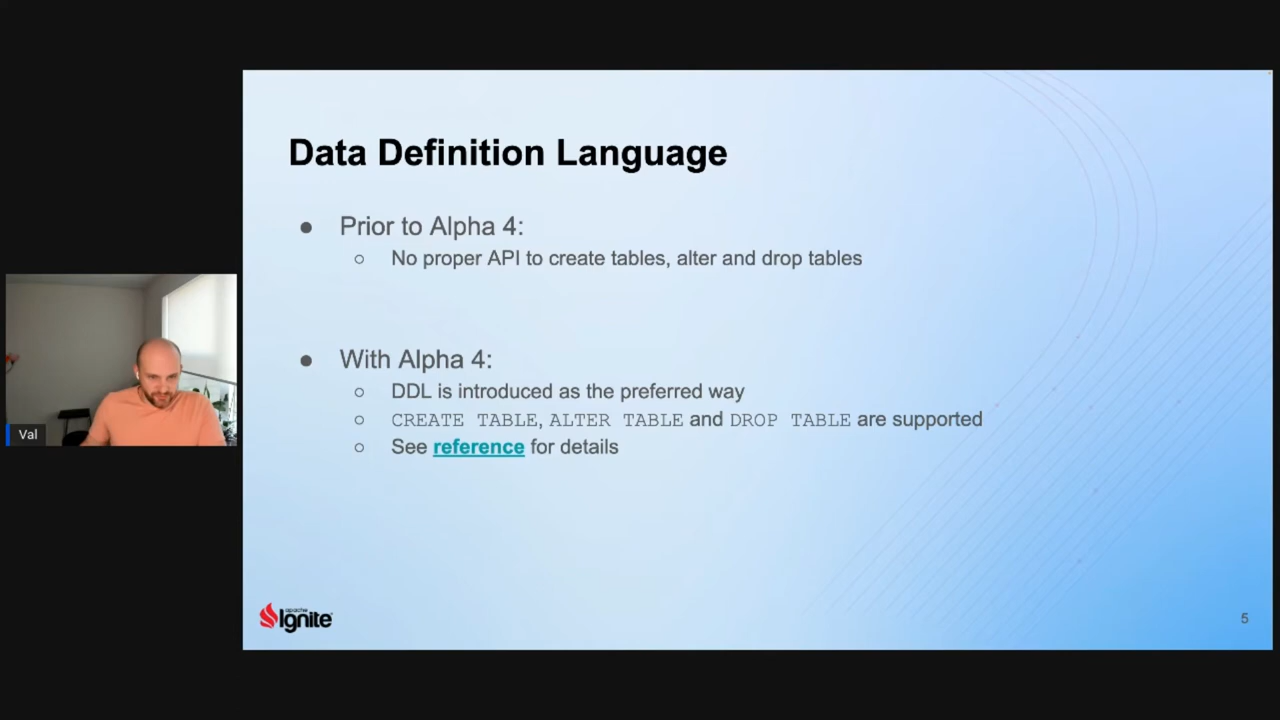 Data Definition Language
● Prior to Alpha 4:
○ No proper API to create tables, alter and drop tables
● With Alpha 4:
○ DDL is introduced as the preferred way
○ CREATE TABLE, ALTER TABLE and DROP TABLE are supported
○ See reference for details
Val
APACHE
Ignite
5